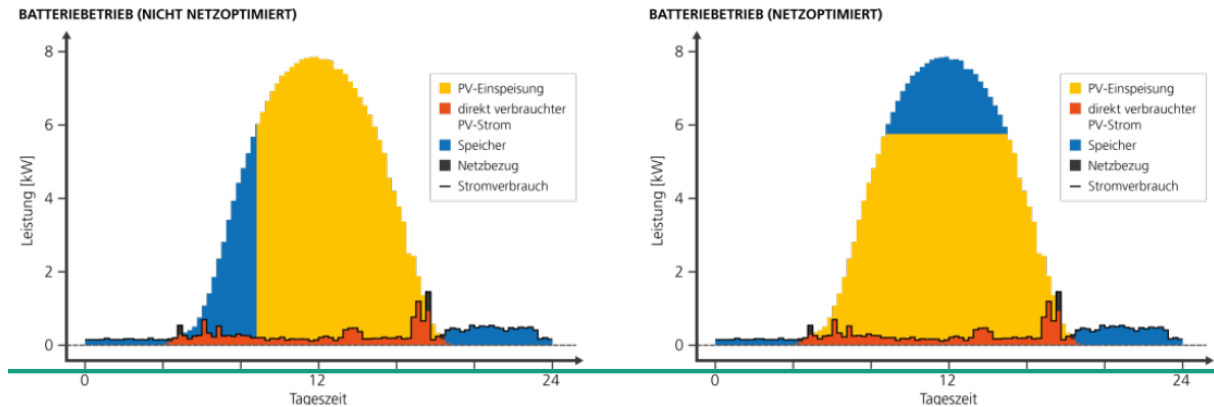 BATTERIEBETRIEB (NICHT NETZOPTIMIERT)
8
6
4
2
0
Leistung [kW]
PV-Einspeisung
direkt verbrauchter
PV-Strom
Speicher
Netzbezug
Stromverbrauch
0
12
24
Tageszeit
BATTERIEBETRIEB (NETZOPTIMIERT)
8
6
4
2
0
Leistung [kW]
PV-Einspeisung
direkt verbrauchter
PV-Strom
Speicher
Netzbezug
Stromverbrauch
0
12
24
Tageszeit